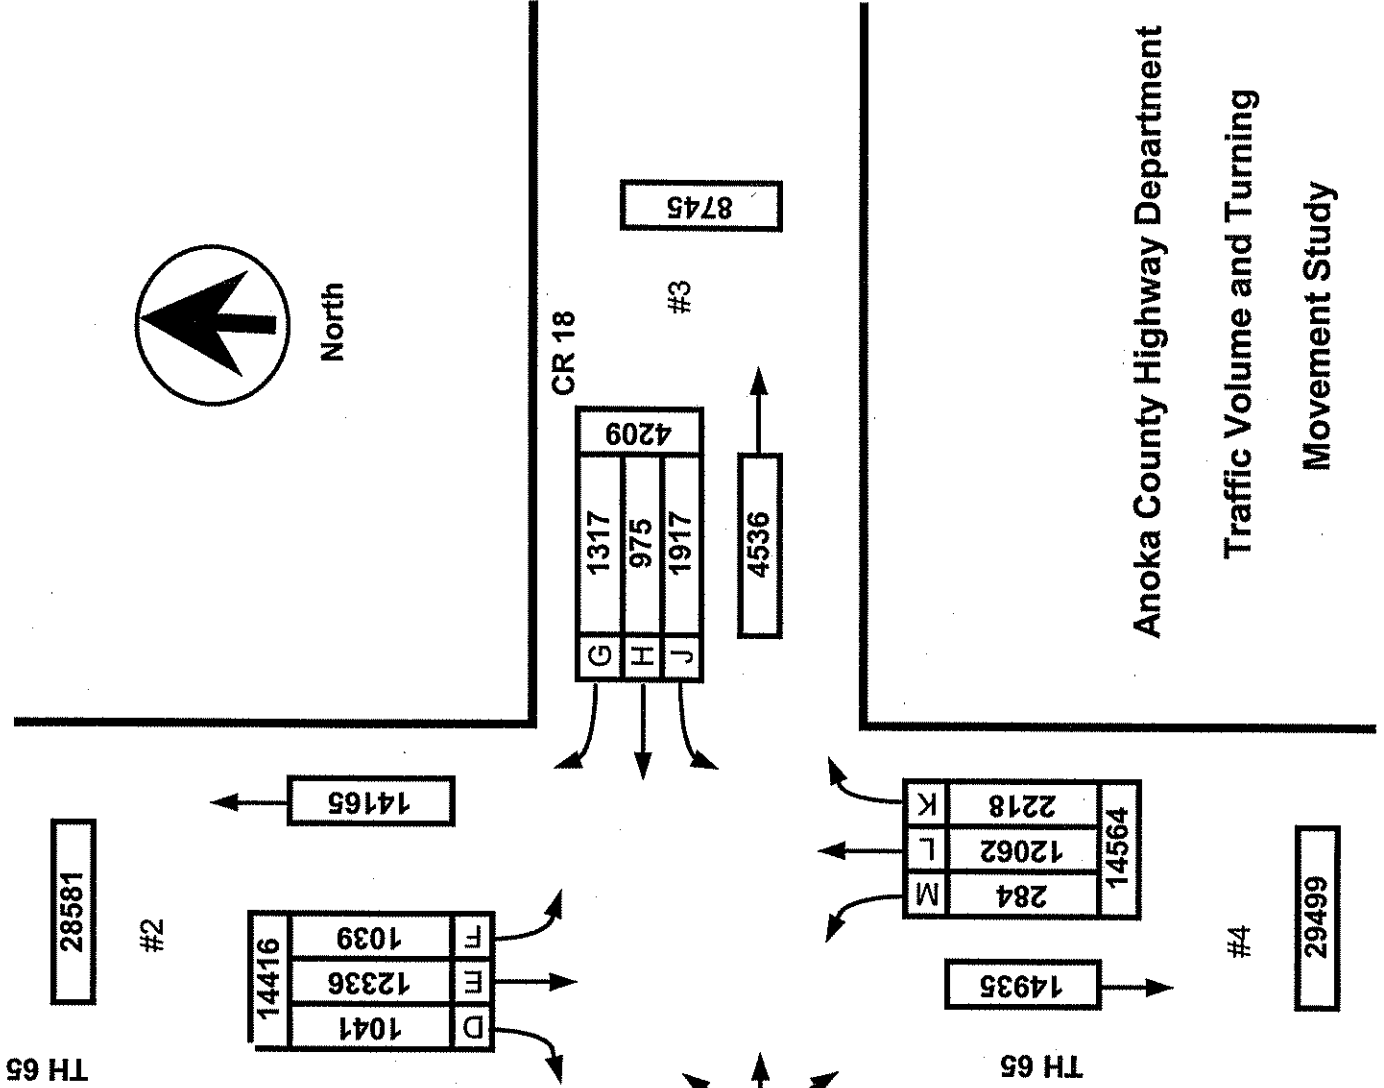 TH 65
28581
#2
14416
1041
12336
1039
D
E
F
14165
North
CR 18
G 1317
H 975
J 1917
4209
4536
#3
8745
K 2218
L 12062
M 284
14564
14935
#4
29499
TH 65
Anoka County Highway Department
Traffic Volume and Turning
Movement Study